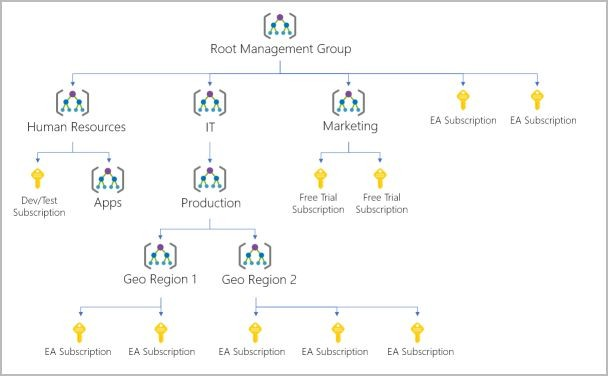 Root Management Group
Human Resources
IT
Marketing
EA Subscription
EA Subscription
Dev/Test
Subscription
Apps
Production
Free Trial
Subscription
Free Trial
Subscription
Geo Region 1
Geo Region 2
EA Subscription
EA Subscription
EA Subscription
EA Subscription
EA Subscription